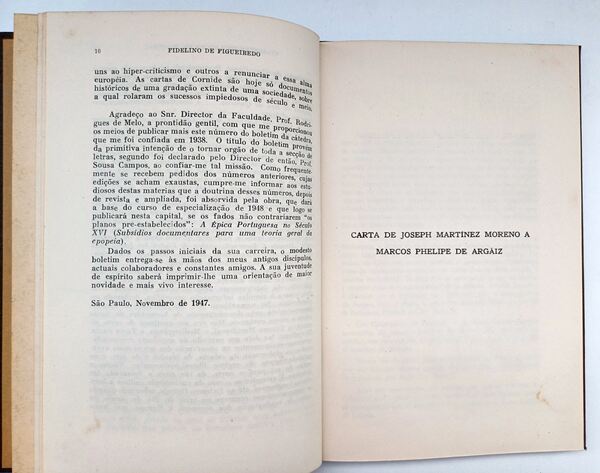 10
FIDELINO DE FIGUEIREDO
uns ao hiper-criticismo e outros a renunciar a essa alma
européia. As cartas de Cornide são hoje só documentos
históricos de uma gradação extinta de uma sociedade, sobre
a qual rolaram os sucessos impiedosos de século e meio.
Agradeço ao Snr. Director da Faculdade, Prof. Rodri-
gues de Melo, a prontidão gentil, com que me proporcionou
os meios de publicar mais este número do boletim da cátedra,
que me foi confiada em 1938. O título do boletim provém
da primitiva intenção de o tornar orgão de toda a secção de
letras, segundo foi declarado pelo Director de então, Prof.
Sousa Campos, ao confiar-me tal missão. Como frequente-
mente se recebem pedidos dos números anteriores, cujas
edições se acham exaustas, cumpre-me informar aos estu-
diosos destas materias que a doutrina desses números, depois
de revista e ampliada, foi absorvida pela obra, que dará
a base do curso de especialização de 1948 e que logo se
publicará nesta capital, se os fados não contrariarem "os
planos pre-estabelecidos": A Epica Portuguesa no Século
XVI (Subsídios documentares para uma teoria geral da
epopeia).
Dados os passos iniciais da sua carreira, o modesto
boletim entrega-se às mãos dos meus antigos discípulos,
actuais colaboradores e constantes amigos. A sua juventude
de espírito saberá imprimir-lhe uma orientação de maior
novidade e mais vivo interesse.
São Paulo, Novembro de 1947.
CARTA DE JOSEPH MARTÍNEZ MORENO A
MARCOS PHELIPE DE ARGÁIZ